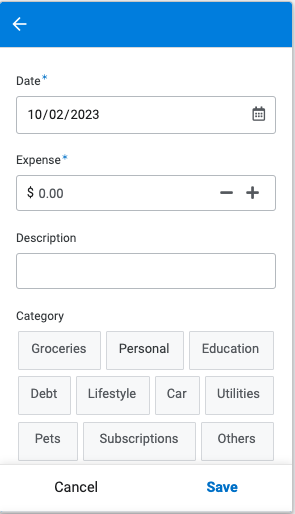 Date*
10/02/2023
Expense*
$ 0.00
Description
Category
Groceries Personal Education
Debt Lifestyle Car Utilities
Pets Subscriptions Others
Cancel Save